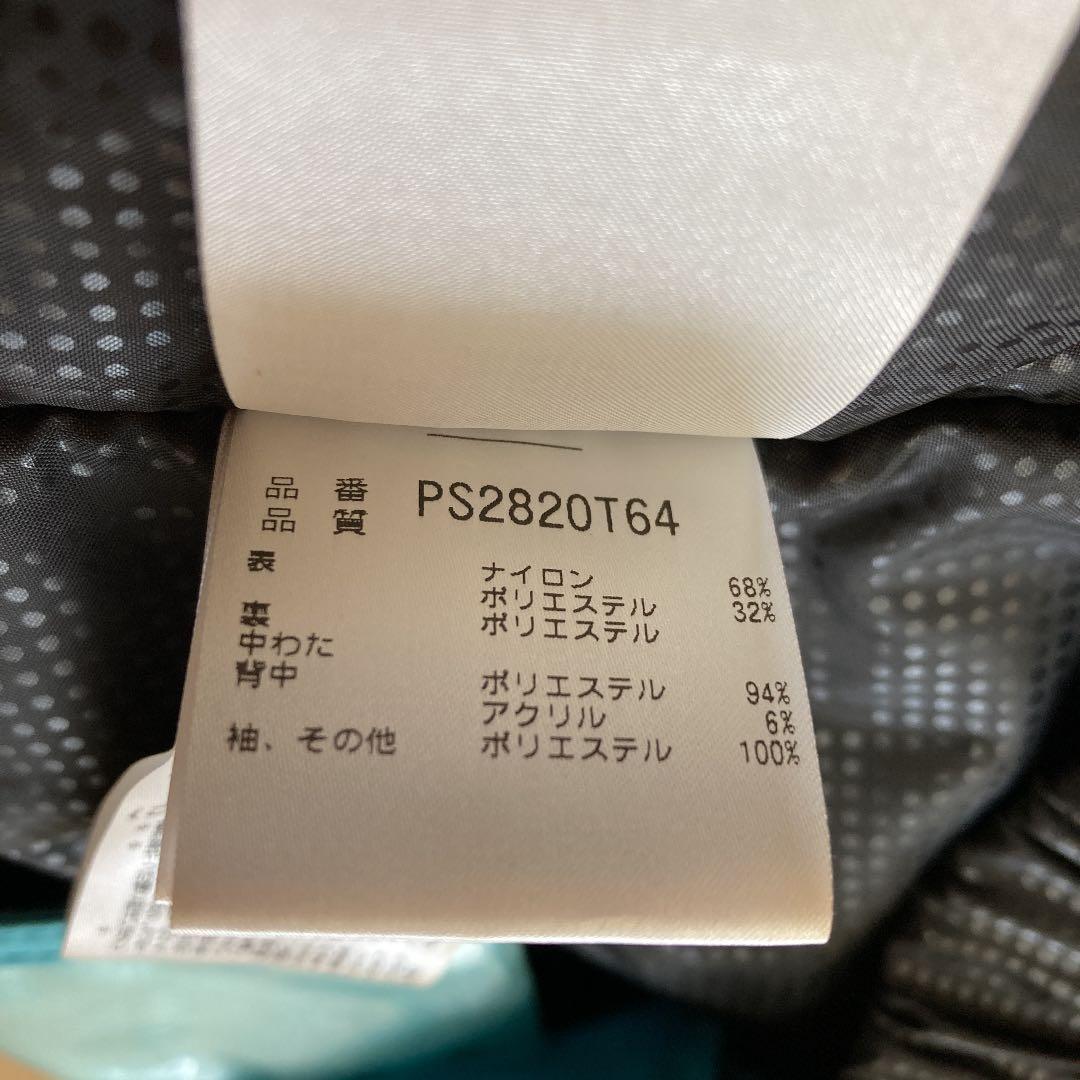 品番 PS2820T64
品質
表 ナイロン 68%
ポリエステル 32%
裏 ポリエステル
中わた
背中 ポリエステル 94%
アクリル 6%
袖、その他 ポリエステル 100%